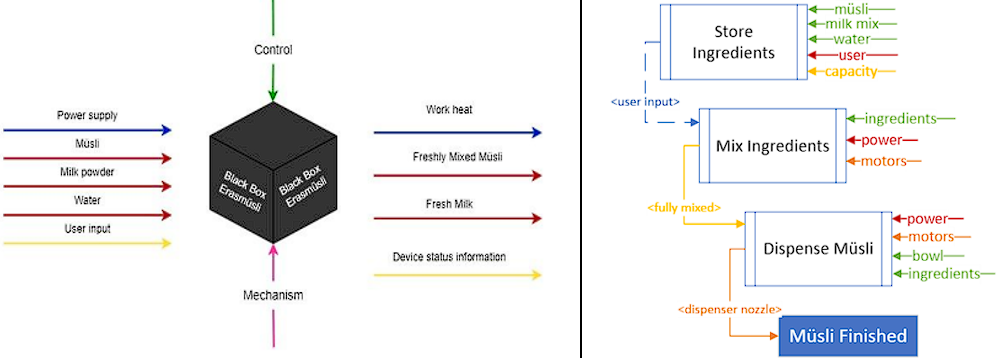 Control
Power supply
Müsli
Milk powder
Water
User input
Black Box
Erasmüsli
Black Box
Erasmüsli
Work heat
Freshly Mixed Müsli
Fresh Milk
Device status information
Mechanism
Store
Ingredients
müsli
milk mix
water
user
capacity
<user input>
Mix Ingredients
ingredients
power
motors
<fully mixed>
Dispense Müsli
power
motors
bowl
ingredients
<dispenser nozzle>
Müsli Finished